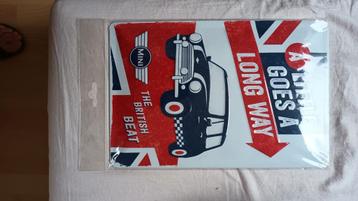 GOES A
LONG WAY
MINI
THE
BRITISH
BEAT